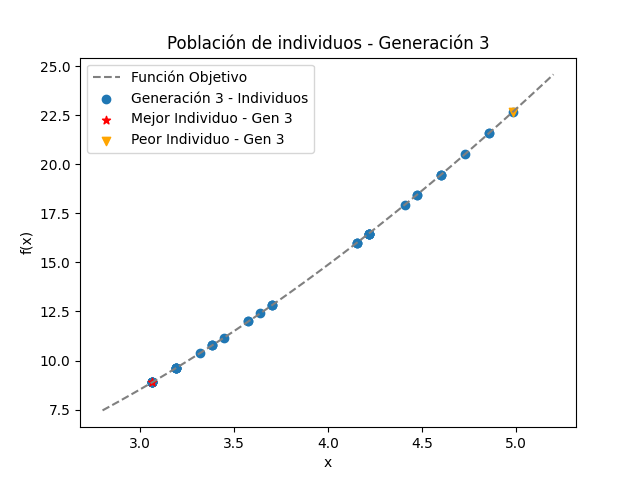 Población de individuos - Generación 3
25.0
22.5
20.0
17.5
15.0
12.5
10.0
7.5
f(x)
Función Objetivo
Generación 3 - Individuos
Mejor Individuo - Gen 3
Peor Individuo - Gen 3
3.0
3.5
4.0
4.5
5.0
x